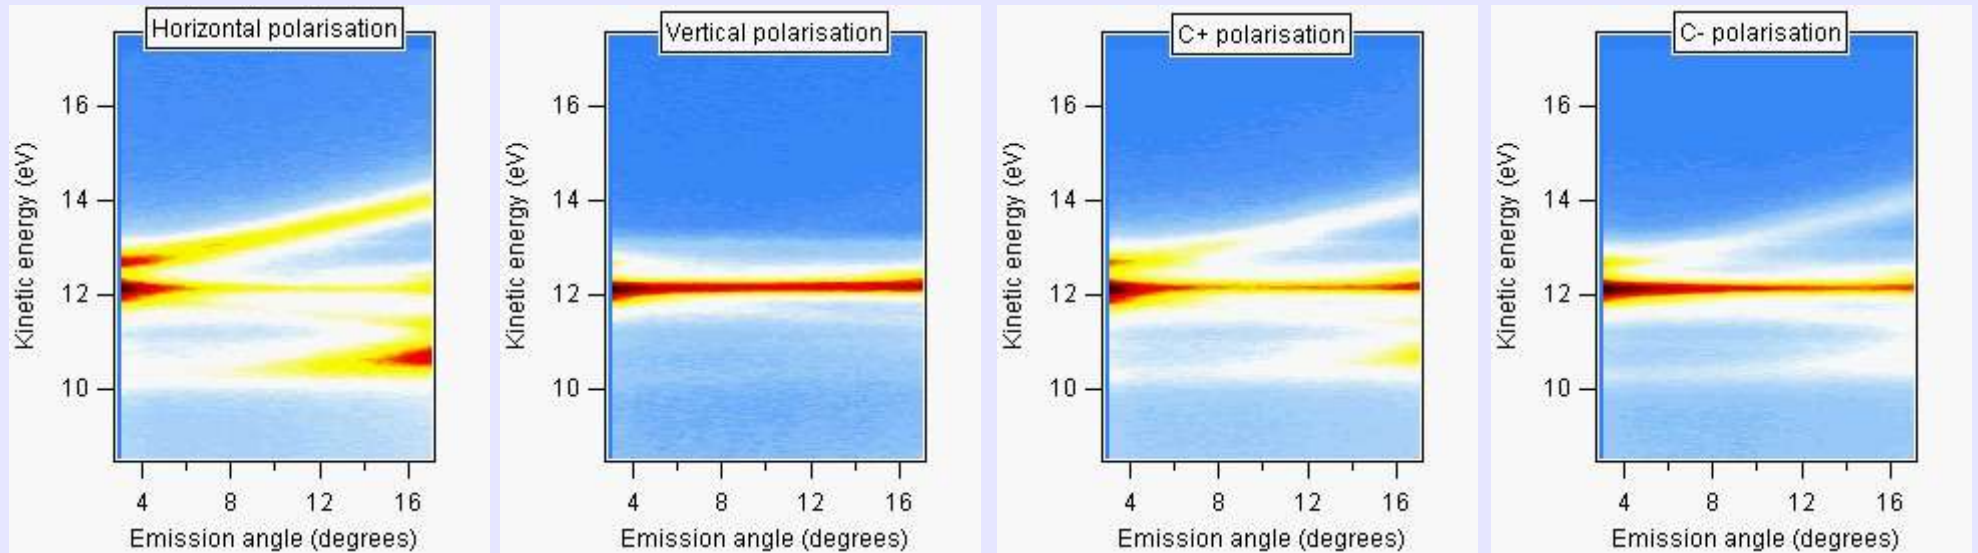 Horizontal polarisation
16
14
12
10
Kinetic energy (eV)
4 8 12 16
Emission angle (degrees)
Vertical polarisation
16
14
12
10
Kinetic energy (eV)
4 8 12 16
Emission angle (degrees)
C+ polarisation
16
14
12
10
Kinetic energy (eV)
4 8 12 16
Emission angle (degrees)
C- polarisation
16
14
12
10
Kinetic energy (eV)
4 8 12 16
Emission angle (degrees)